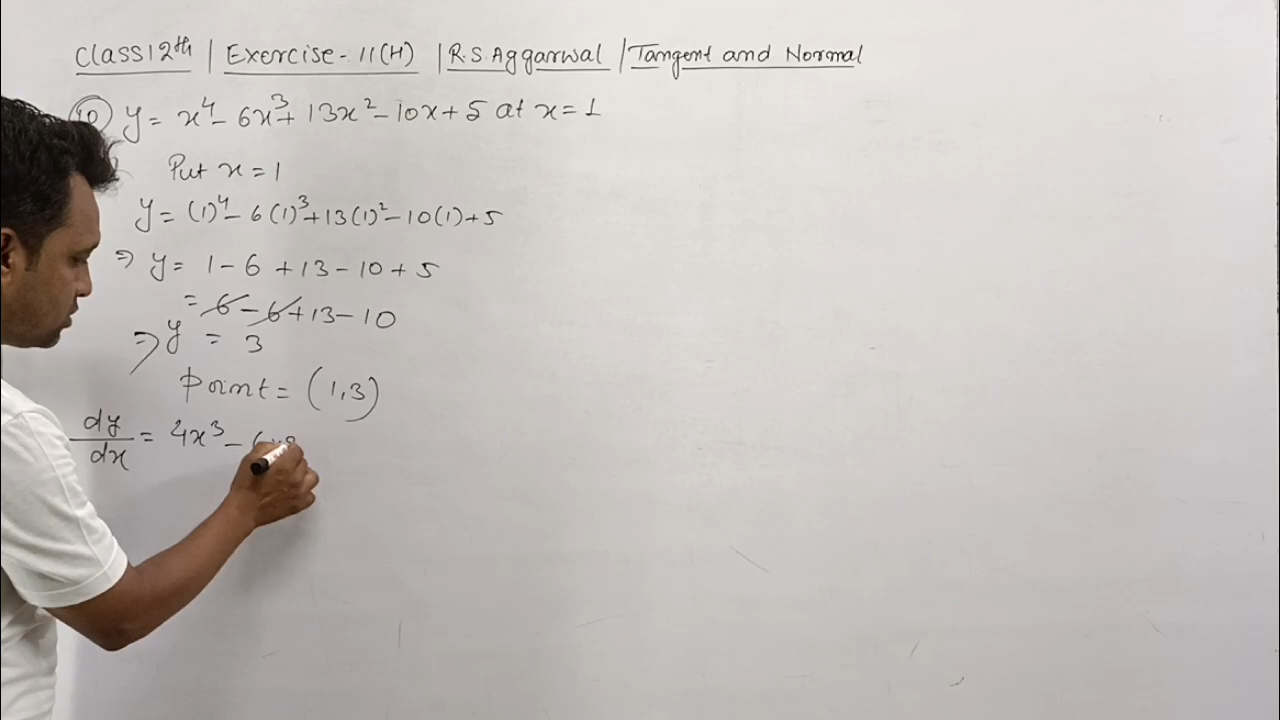 Class 12th | Exercise - 11(H) | R.S. Aggarwal | Tangent and Normal
10) y = x⁴ - 6x³ + 13x² - 10x + 5 at x = 1
Put x = 1
y = (1)⁴ - 6(1)³ + 13(1)² - 10(1) + 5
⇒ y = 1 - 6 + 13 - 10 + 5
= 6 - 6 + 13 - 10
⇒ y = 3
Point = (1,3)
dy/dx = 4x³ -